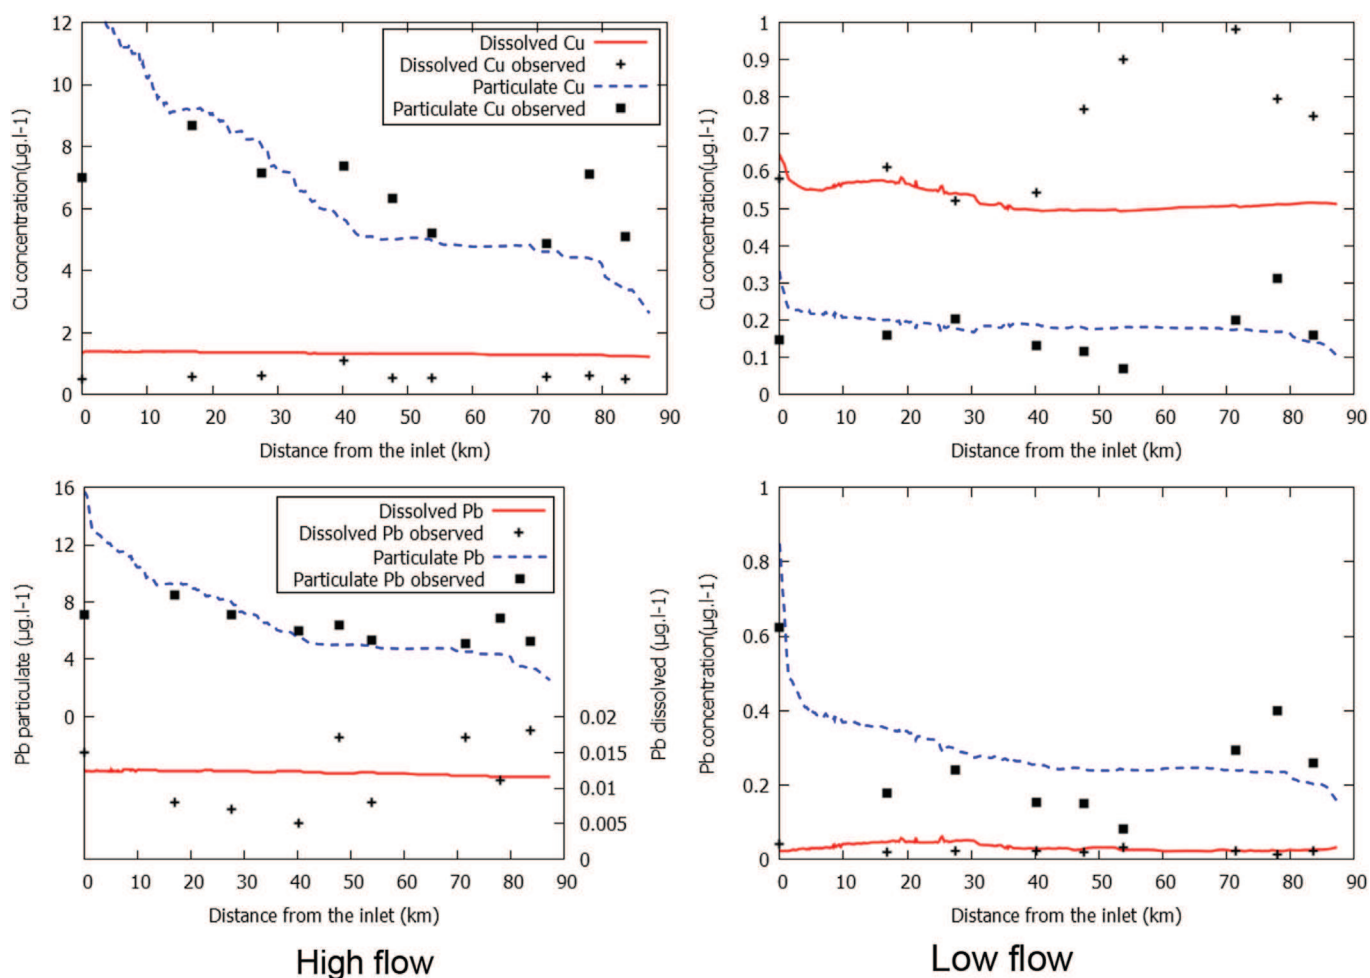 12
10
8
6
4
2
0
Cu concentration(µg.l-1)
Dissolved Cu
Dissolved Cu observed
Particulate Cu
Particulate Cu observed
0 10 20 30 40 50 60 70 80 90
Distance from the inlet (km)
1
0.9
0.8
0.7
0.6
0.5
0.4
0.3
0.2
0.1
0
Cu concentration(µg.l-1)
0 10 20 30 40 50 60 70 80 90
Distance from the inlet (km)
16
12
8
4
0
Pb particulate (µg.l-1)
Dissolved Pb
Dissolved Pb observed
Particulate Pb
Particulate Pb observed
0.02
0.015
0.01
0.005
0
Pb dissolved (µg.l-1)
0 10 20 30 40 50 60 70 80 90
Distance from the inlet (km)
High flow
1
0.8
0.6
0.4
0.2
0
Pb concentration(µg.l-1)
0 10 20 30 40 50 60 70 80 90
Distance from the inlet (km)
Low flow